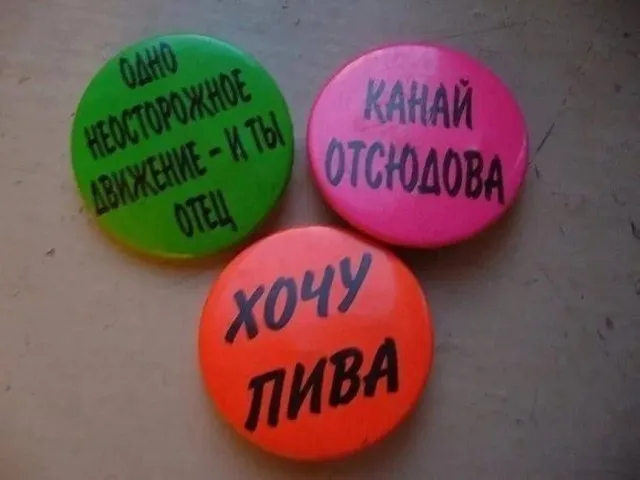 ОДНО
НЕОСТОРОЖНОЕ
ДВИЖЕНИЕ - И ТЫ
ОТЕЦ
КАНАЙ
ОТСЮДОВА
ХОЧУ
ПИВА